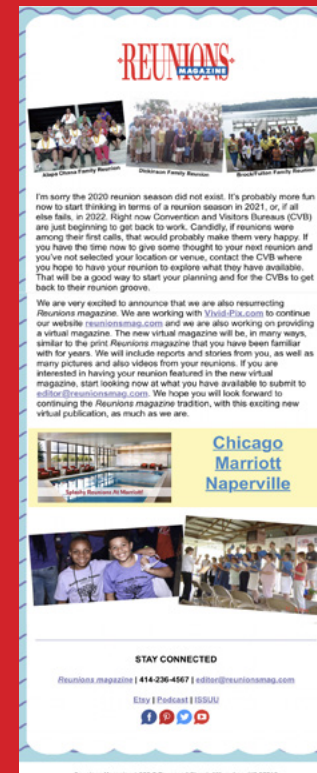 REUNIONS
MAGAZINE
Alapa Chossa Family Reunion
Dickinson Family Reunion
Brock/Fulton Family Reunion
I'm sorry the 2020 reunion season did not exist. It's probably more fun
now to start thinking in terms of a reunion season in 2021, or, if all
else fails, in 2022. Right now Convention and Visitors Bureaus (CVB)
are just beginning to get back to work. Candidly, if reunions were
among their first calls, that would probably make them very happy. If
you have the time now to give some thought to your next reunion and
you've not selected your location or venue, contact the CVB where
you hope to have your reunion to explore what they have available.
That will be a good way to start your planning and for the CVBs to get
back to their reunion groove.
We are very excited to announce that we are also resurrecting
Reunions magazine. We are working with Vivid-Pix.com to continue
our website reunionsmag.com and we are also working on providing
a virtual magazine. The new virtual magazine will be, in many ways,
similar to the print Reunions magazine that you have been familiar
with for years. We will include reports and stories from you, as well as
many pictures and also videos from your reunions. If you are
interested in having your reunion featured in the new virtual
magazine, start looking now at what you have available to submit to
editor@reunionsmag.com. We hope you will look forward to
continuing the Reunions magazine tradition, with this exciting new
virtual publication, as much as we are.
Splashy Reunions At Marriott!
Chicago
Marriott
Naperville
STAY CONNECTED
Reunions magazine | 414-236-4567 | editor@reunionsmag.com
Etsy | Podcast | ISSUU